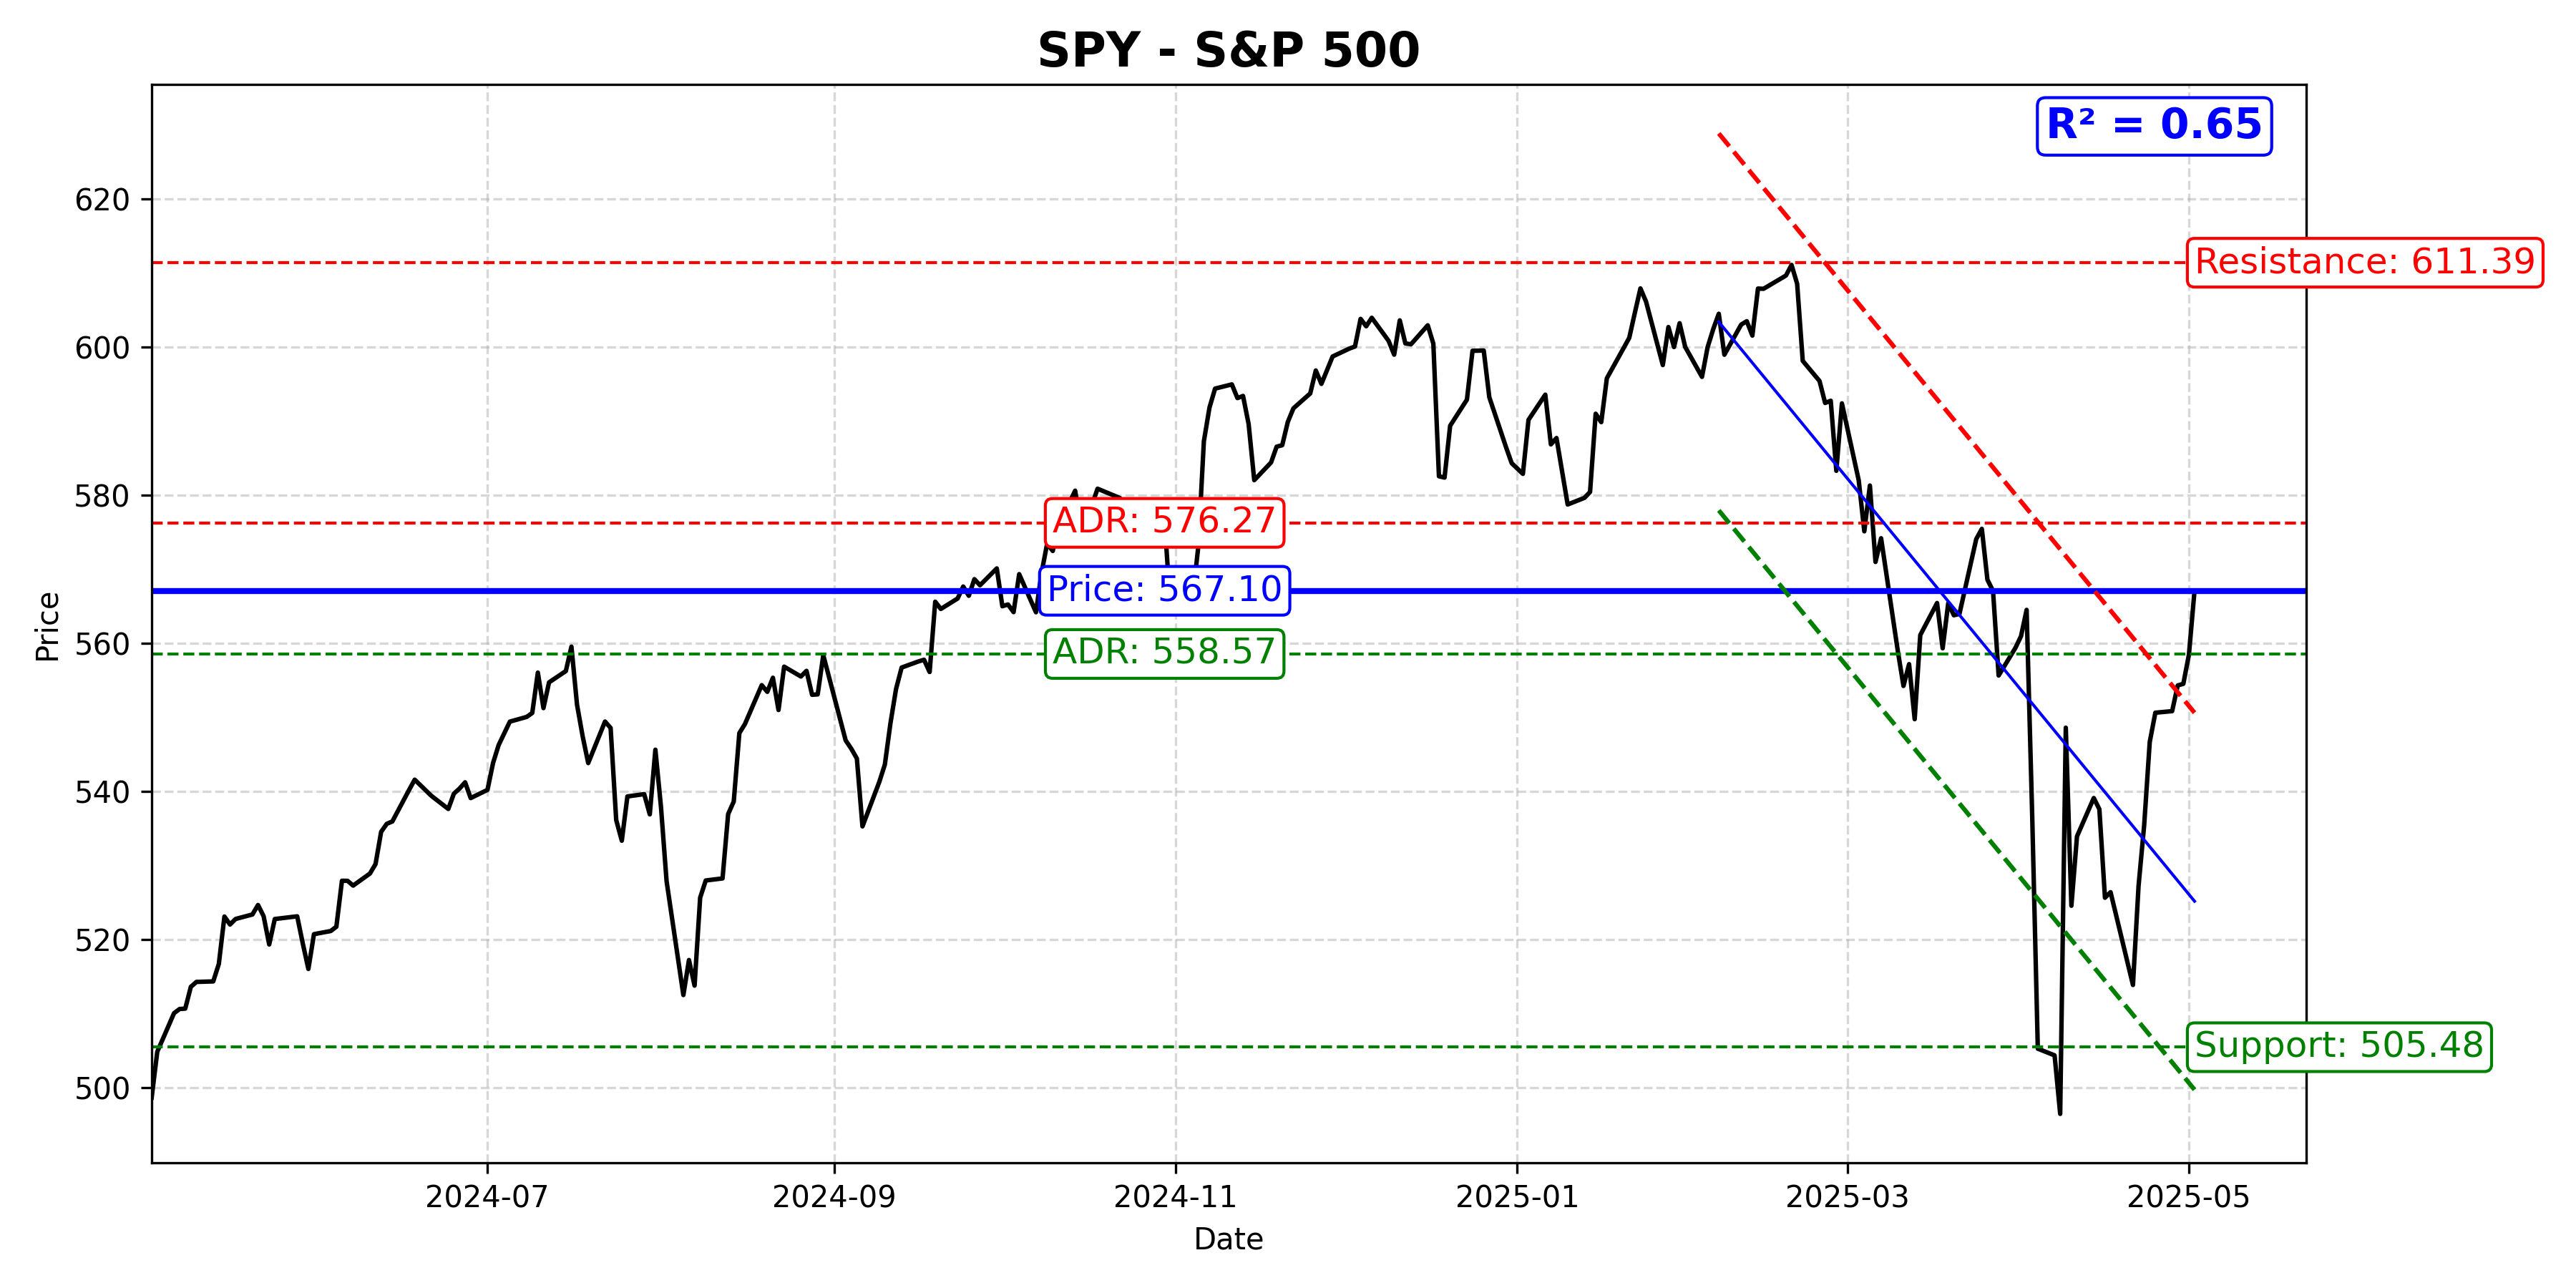 SPY - S&P 500
R² = 0.65
620
Resistance: 611.39
600
580
ADR: 576.27
Price: 567.10
560
ADR: 558.57
540
520
Support: 505.48
500
Price
2024-07
2024-09
2024-11
2025-01
2025-03
2025-05
Date